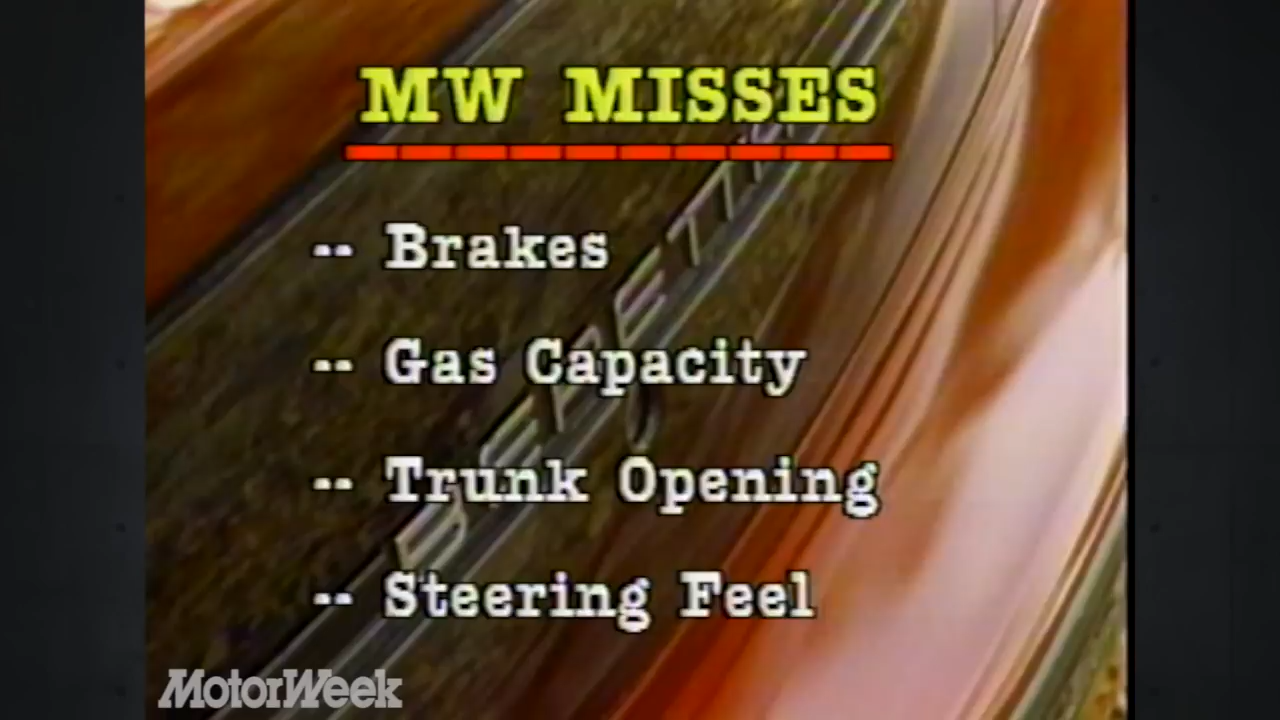 MW MISSES
-- Brakes
-- Gas Capacity
-- Trunk Opening
-- Steering Feel
MotorWeek